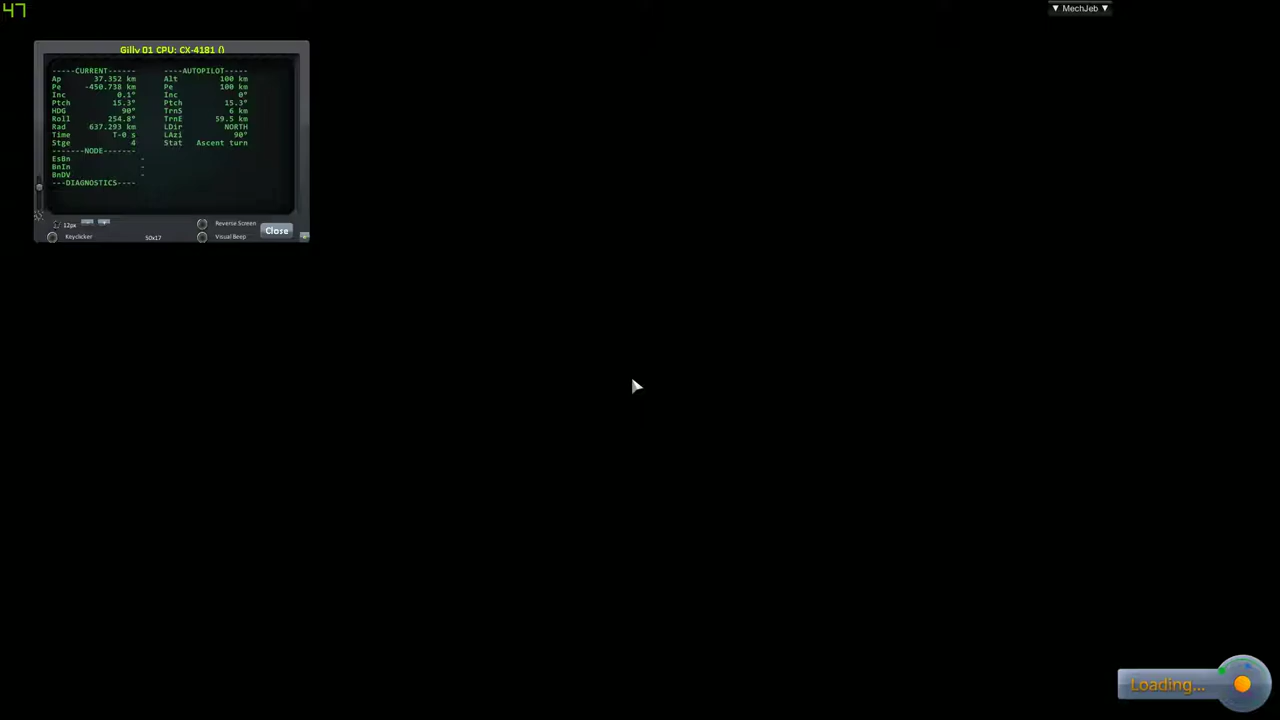 47
▼ MechJeb ▼
Gilly 01 CPU: CX-4181 ()
-----CURRENT------ ----AUTOPILOT-----
Ap 37.352 km Alt 100 km
Pe -450.738 km Pe 100 km
Inc 0.1° Inc 0°
Ptch 15.3° Ptch 15.3°
HDG 90° TrnS 6 km
Roll 254.8° TrnE 59.5 km
Rad 637.293 km LDir NORTH
Time T-0 s LAzi 90°
Stge 4 Stat Ascent turn
-------NODE-------
EsBn -
BnIn -
BnDV -
---DIAGNOSTICS----
12px Reverse Screen Close
Keyclicker 50x17 Visual Beep
Loading...